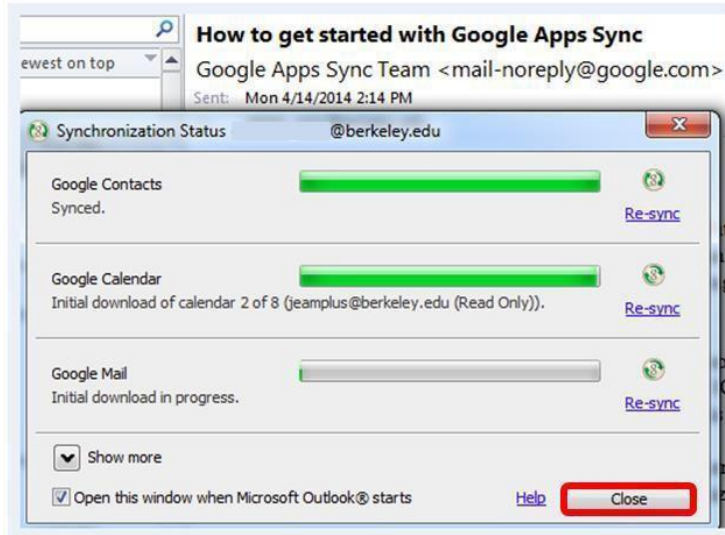 How to get started with Google Apps Sync
ewest on top
Google Apps Sync Team <mail-noreply@google.com>
Sent: Mon 4/14/2014 2:14 PM
Synchronization Status @berkeley.edu
Google Contacts
Synced.
Re-sync
Google Calendar
Initial download of calendar 2 of 8 (jeamplus@berkeley.edu (Read Only)).
Re-sync
Google Mail
Initial download in progress.
Re-sync
Show more
Open this window when Microsoft Outlook® starts
Help
Close